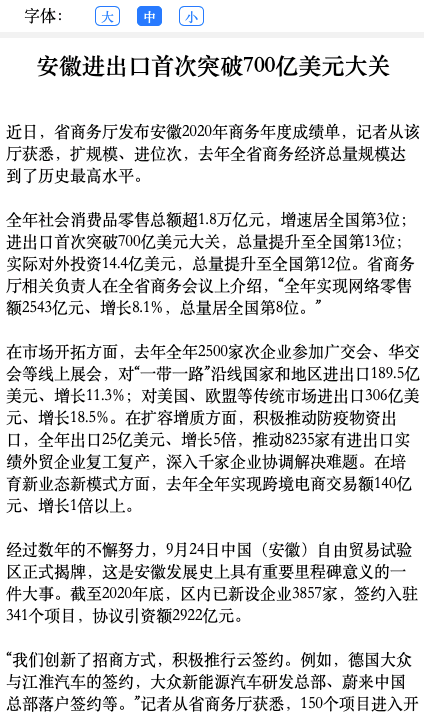 字体： 大 中 小
安徽进出口首次突破700亿美元大关
近日，省商务厅发布安徽2020年商务年度成绩单，记者从该
厅获悉，扩规模、进位次，去年全省商务经济总量规模达
到了历史最高水平。
全年社会消费品零售总额超1.8万亿元，增速居全国第3位；
进出口首次突破700亿美元大关，总量提升至全国第13位；
实际对外投资14.4亿美元，总量提升至全国第12位。省商务
厅相关负责人在全省商务会议上介绍，“全年实现网络零售
额2543亿元、增长8.1%，总量居全国第8位。”
在市场开拓方面，去年全年2500家次企业参加广交会、华交
会等线上展会，对“一带一路”沿线国家和地区进出口189.5亿
美元、增长11.3%；对美国、欧盟等传统市场进出口306亿美
元、增长18.5%。在扩容增质方面，积极推动防疫物资出
口，全年出口25亿美元、增长5倍，推动8235家有进出口实
绩外贸企业复工复产，深入千家企业协调解决难题。在培
育新业态新模式方面，去年全年实现跨境电商交易额140亿
元、增长1倍以上。
经过数年的不懈努力，9月24日中国（安徽）自由贸易试验
区正式揭牌，这是安徽发展史上具有重要里程碑意义的一
件大事。截至2020年底，区内已新设企业3857家，签约入驻
341个项目，协议引资额2922亿元。
“我们创新了招商方式，积极推行云签约。例如，德国大众
与江淮汽车的签约，大众新能源汽车研发总部、蔚来中国
总部落户签约等。”记者从省商务厅获悉，150个项目进入开